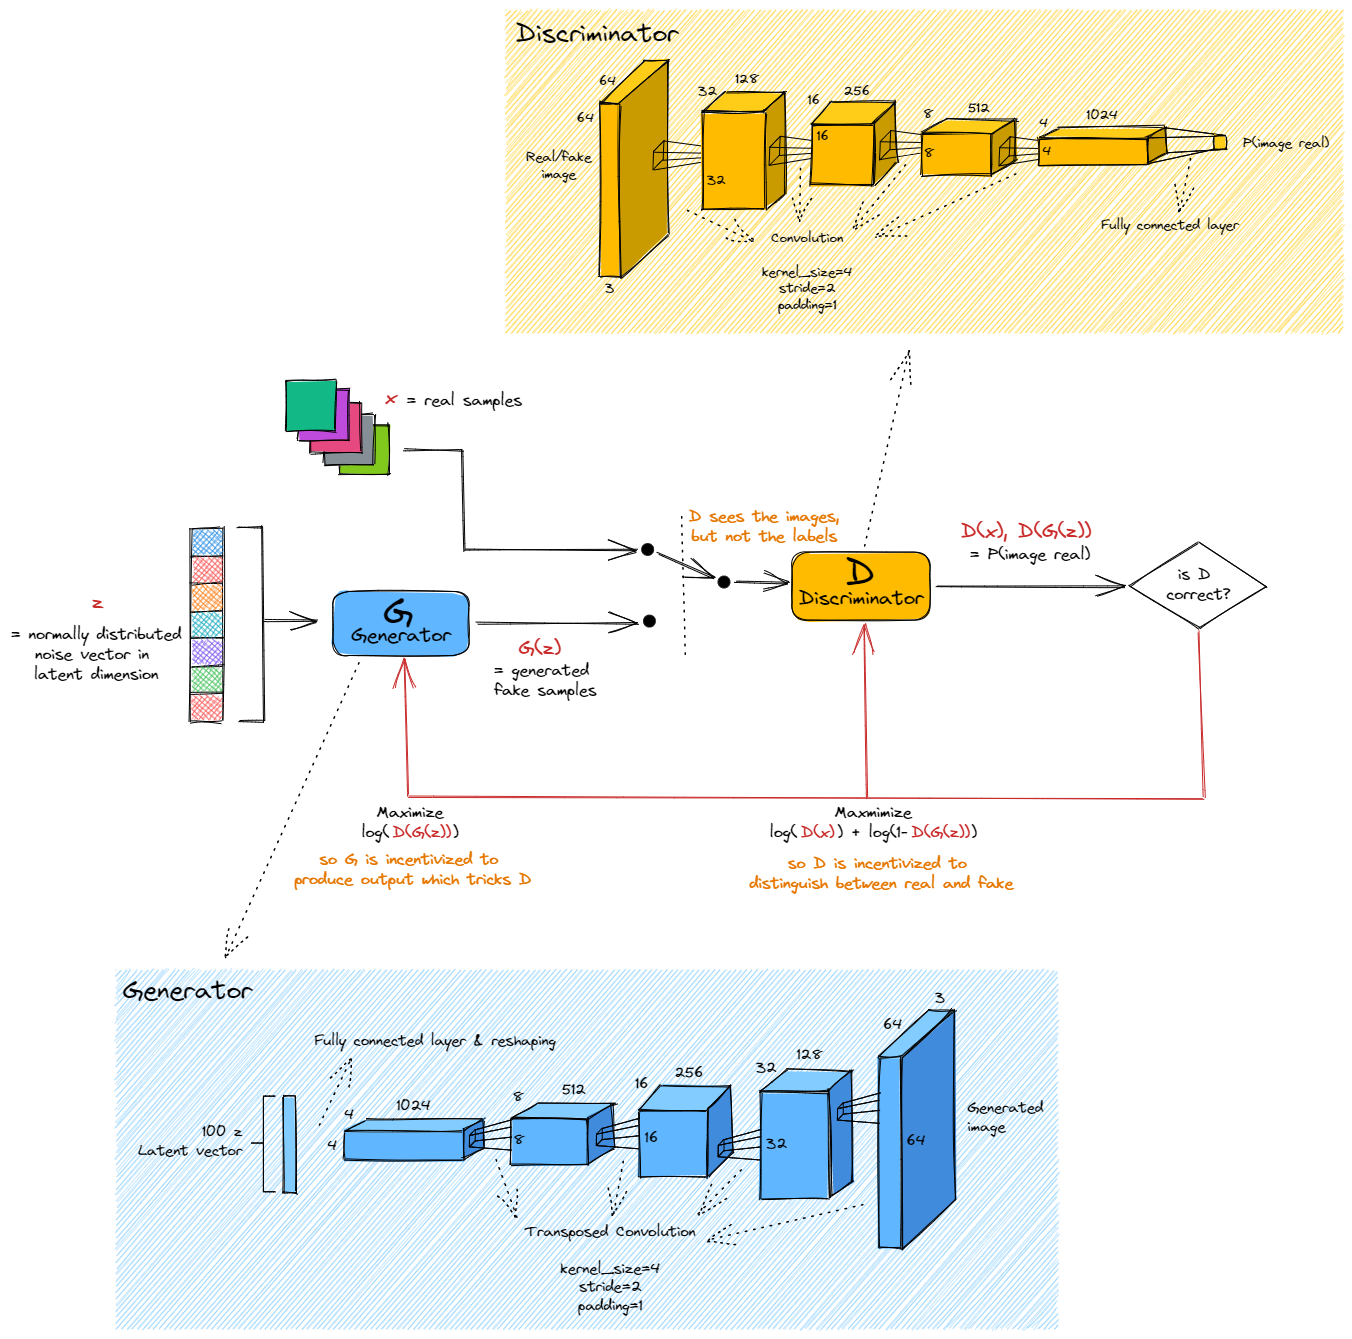 Discriminator
64
64
Real/fake
image
3
32
128
32
16
256
16
8
512
8
4
1024
4
P(image real)
Convolution
kernel_size=4
stride=2
padding=1
Fully connected layer
x = real samples
D sees the images,
but not the labels
z
= normally distributed
noise vector in
latent dimension
G
Generator
G(z)
= generated
fake samples
D
Discriminator
D(x), D(G(z))
= P(image real)
is D
correct?
Maximize
log( D(G(z)))
so G is incentivized to
produce output which tricks D
Maxmimize
log( D(x)) + log(1- D(G(z)))
so D is incentivized to
distinguish between real and fake
Generator
Fully connected layer & reshaping
100 z
Latent vector
4
1024
4
8
512
8
16
256
16
32
128
32
64
3
64
Generated
image
Transposed Convolution
kernel_size=4
stride=2
padding=1